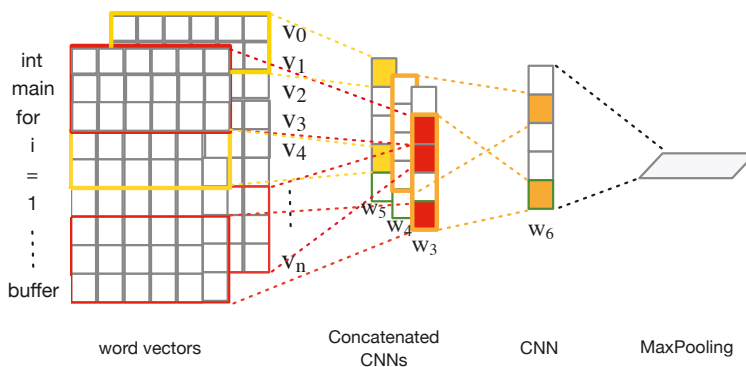 int
main
for
i
=
1
buffer
v0
v1
v2
v3
v4
vn
w5
w4
w3
w6
word vectors
Concatenated
CNNs
CNN
MaxPooling